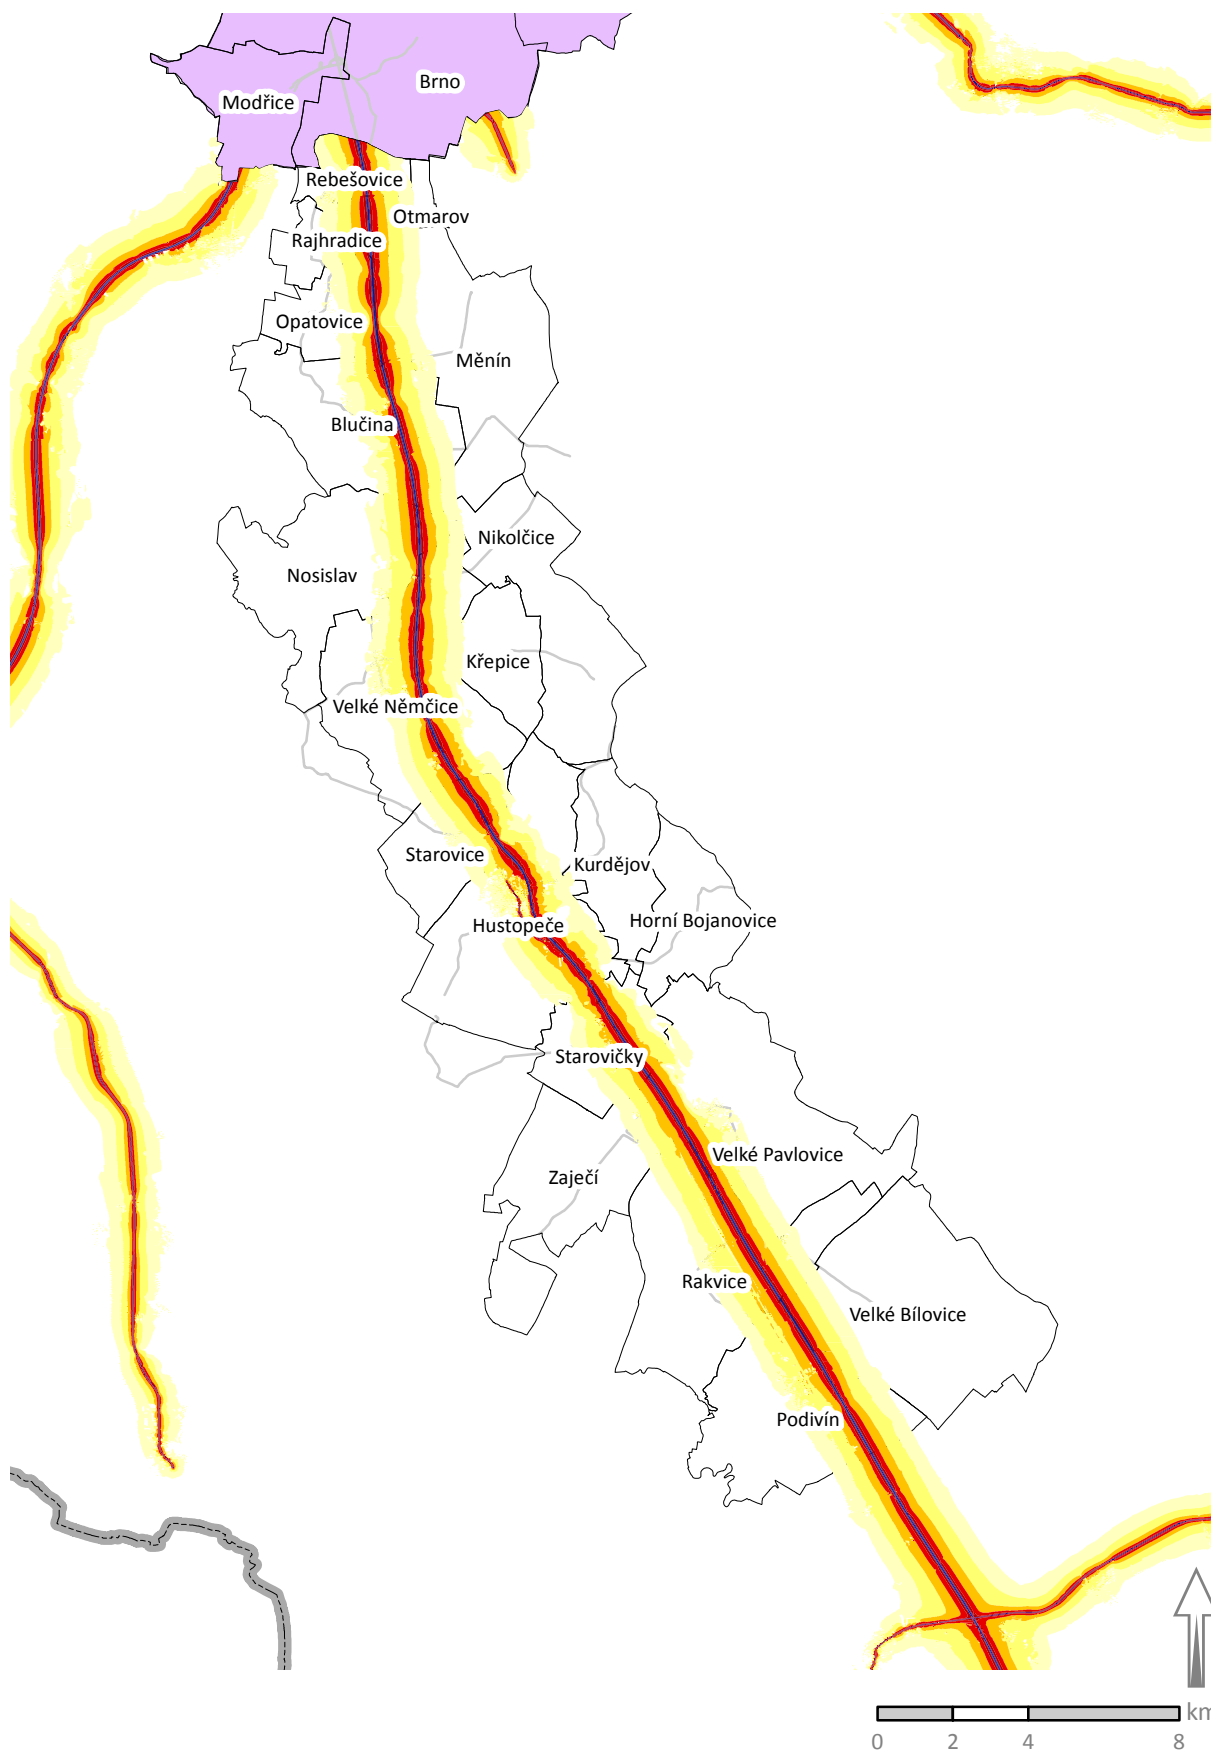 Brno
Modřice
Rebešovice
Otmarov
Rajhradice
Opatovice
Měnín
Blučina
Nikolčice
Nosislav
Křepice
Velké Němčice
Starovice
Kurdějov
Horní Bojanovice
Hustopeče
Starovičky
Velké Pavlovice
Zaječí
Rakvice
Velké Bílovice
Podivín
km
0 2 4 8